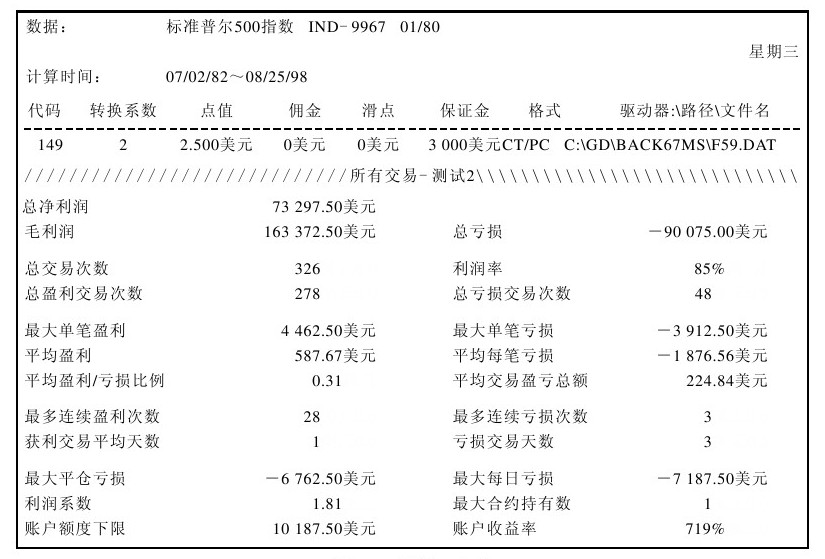 数据： 标准普尔500指数 IND-9967 01/80
星期三
计算时间： 07/02/82～08/25/98
代码 转换系数 点值 佣金 滑点 保证金 格式 驱动器:\路径\文件名
149 2 2.500美元 0美元 0美元 3 000美元 CT/PC C:\GD\BACK67MS\F59.DAT
/////////////////////////////所有交易-测试2\\\\\\\\\\\\\\\\\\\\\\\\\\\\\
总净利润 73 297.50美元
毛利润 163 372.50美元 总亏损 －90 075.00美元
总交易次数 326 利润率 85%
总盈利交易次数 278 总亏损交易次数 48
最大单笔盈利 4 462.50美元 最大单笔亏损 －3 912.50美元
平均盈利 587.67美元 平均每笔亏损 －1 876.56美元
平均盈利/亏损比例 0.31 平均交易盈亏总额 224.84美元
最多连续盈利次数 28 最多连续亏损次数 3
获利交易平均天数 1 亏损交易天数 3
最大平仓亏损 －6 762.50美元 最大每日亏损 －7 187.50美元
利润系数 1.81 最大合约持有数 1
账户额度下限 10 187.50美元 账户收益率 719%